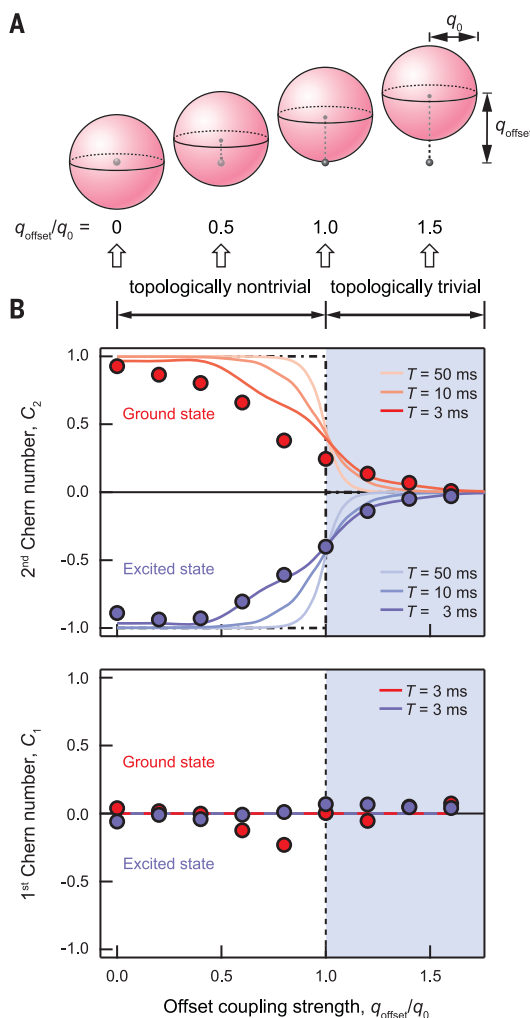 A
q0
qoffset
qoffset/q0 = 0 0.5 1.0 1.5
topologically nontrivial topologically trivial
B
1.0
0.5
0.0
-0.5
-1.0
2nd Chern number, C2
Ground state
T = 50 ms
T = 10 ms
T = 3 ms
Excited state
T = 50 ms
T = 10 ms
T = 3 ms
1.0
0.5
0.0
-0.5
-1.0
1st Chern number, C1
Ground state
T = 3 ms
T = 3 ms
Excited state
0.0 0.5 1.0 1.5
Offset coupling strength, qoffset/q0